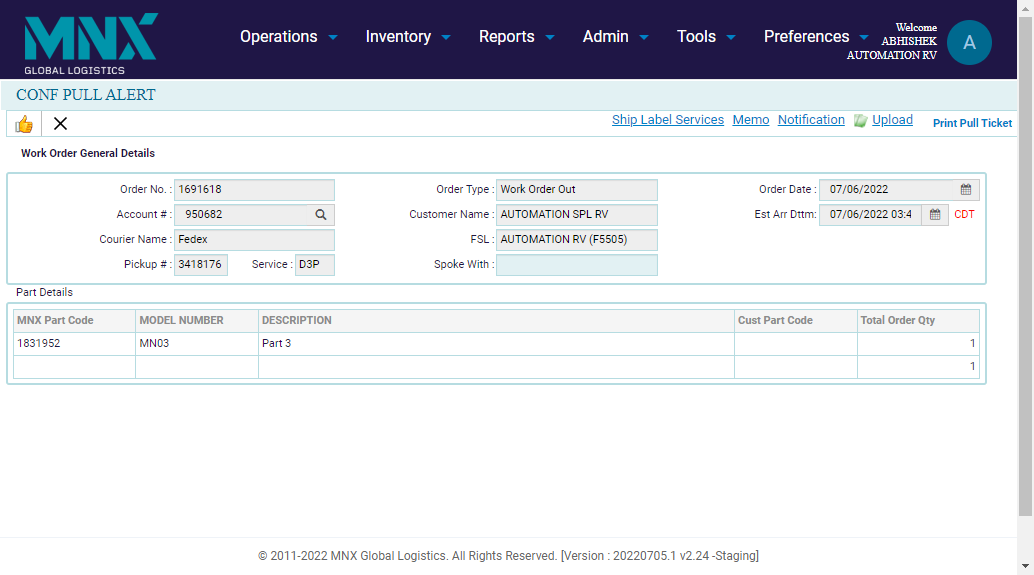 MNX
GLOBAL LOGISTICS
Operations Inventory Reports Admin Tools Preferences
Welcome
ABHISHEK
AUTOMATION RV
A
CONF PULL ALERT
Ship Label Services Memo Notification Upload Print Pull Ticket
Work Order General Details
Order No. : 1691618 Order Type : Work Order Out Order Date : 07/06/2022
Account # : 950682 Customer Name : AUTOMATION SPL RV Est Arr Dttm: 07/06/2022 03:4 CDT
Courier Name : Fedex FSL : AUTOMATION RV (F5505)
Pickup # : 3418176 Service : D3P Spoke With :
Part Details
MNX Part Code MODEL NUMBER DESCRIPTION Cust Part Code Total Order Qty
1831952 MN03 Part 3 1
1
© 2011-2022 MNX Global Logistics. All Rights Reserved. [Version : 20220705.1 v2.24 -Staging]